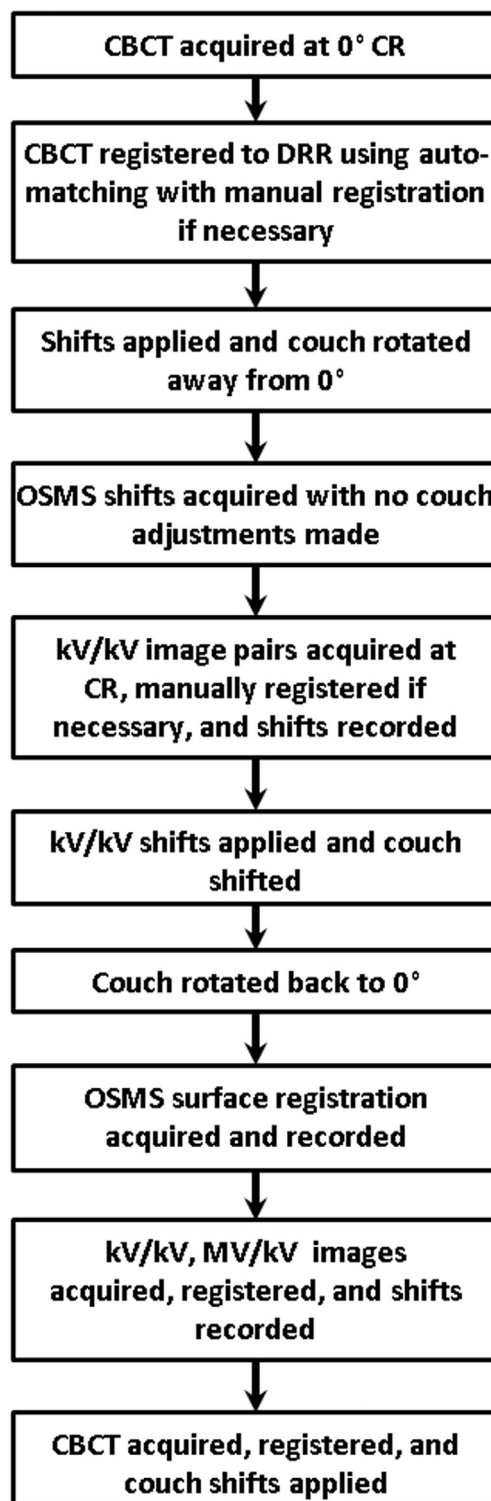 CBCT acquired at 0° CR
CBCT registered to DRR using auto-
matching with manual registration
if necessary
Shifts applied and couch rotated
away from 0°
OSMS shifts acquired with no couch
adjustments made
kV/kV image pairs acquired at
CR, manually registered if
necessary, and shifts recorded
kV/kV shifts applied and couch
shifted
Couch rotated back to 0°
OSMS surface registration
acquired and recorded
kV/kV, MV/kV images
acquired, registered, and shifts
recorded
CBCT acquired, registered, and
couch shifts applied